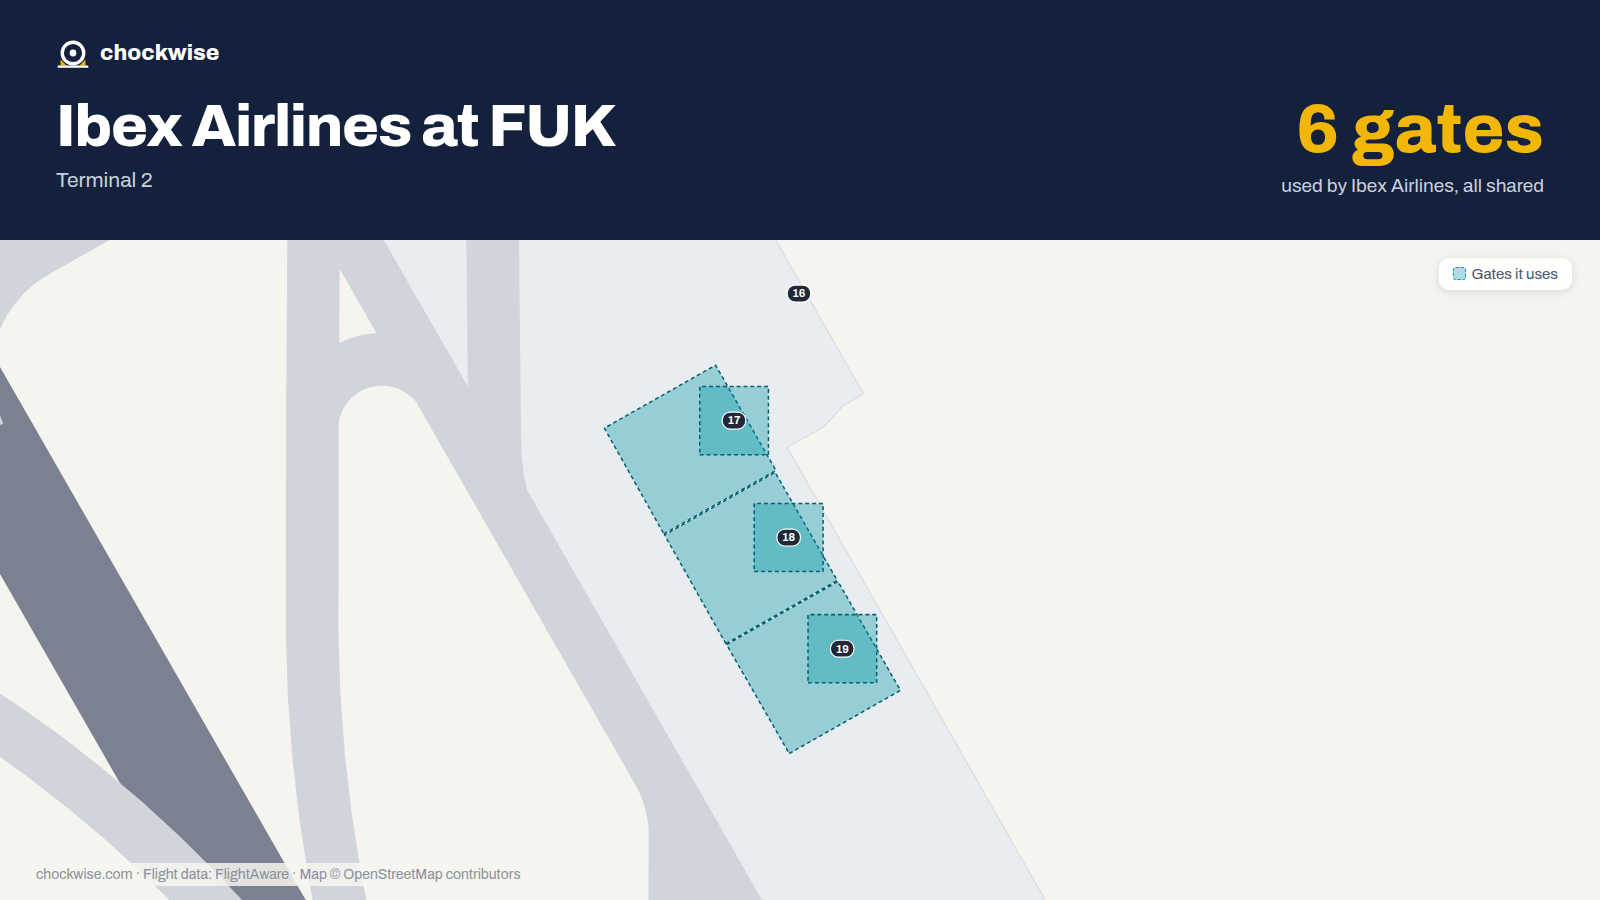 chockwise
Ibex Airlines at FUK
Terminal 2
6 gates
used by Ibex Airlines, all shared
Gates it uses
16
17
18
19
chockwise.com · Flight data: FlightAware · Map © OpenStreetMap contributors